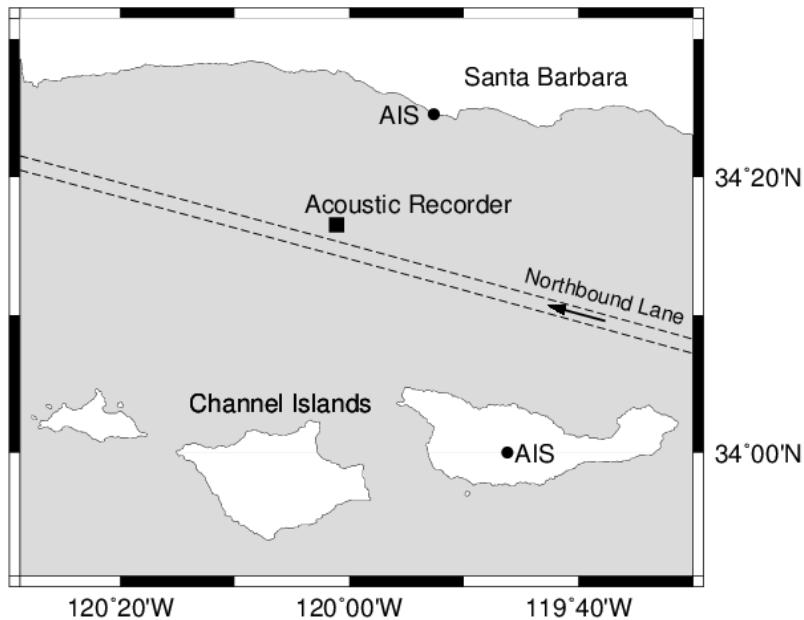 Santa Barbara
AIS
34°20'N
Acoustic Recorder
Northbound Lane
Channel Islands
AIS
34°00'N
120°20'W 120°00'W 119°40'W